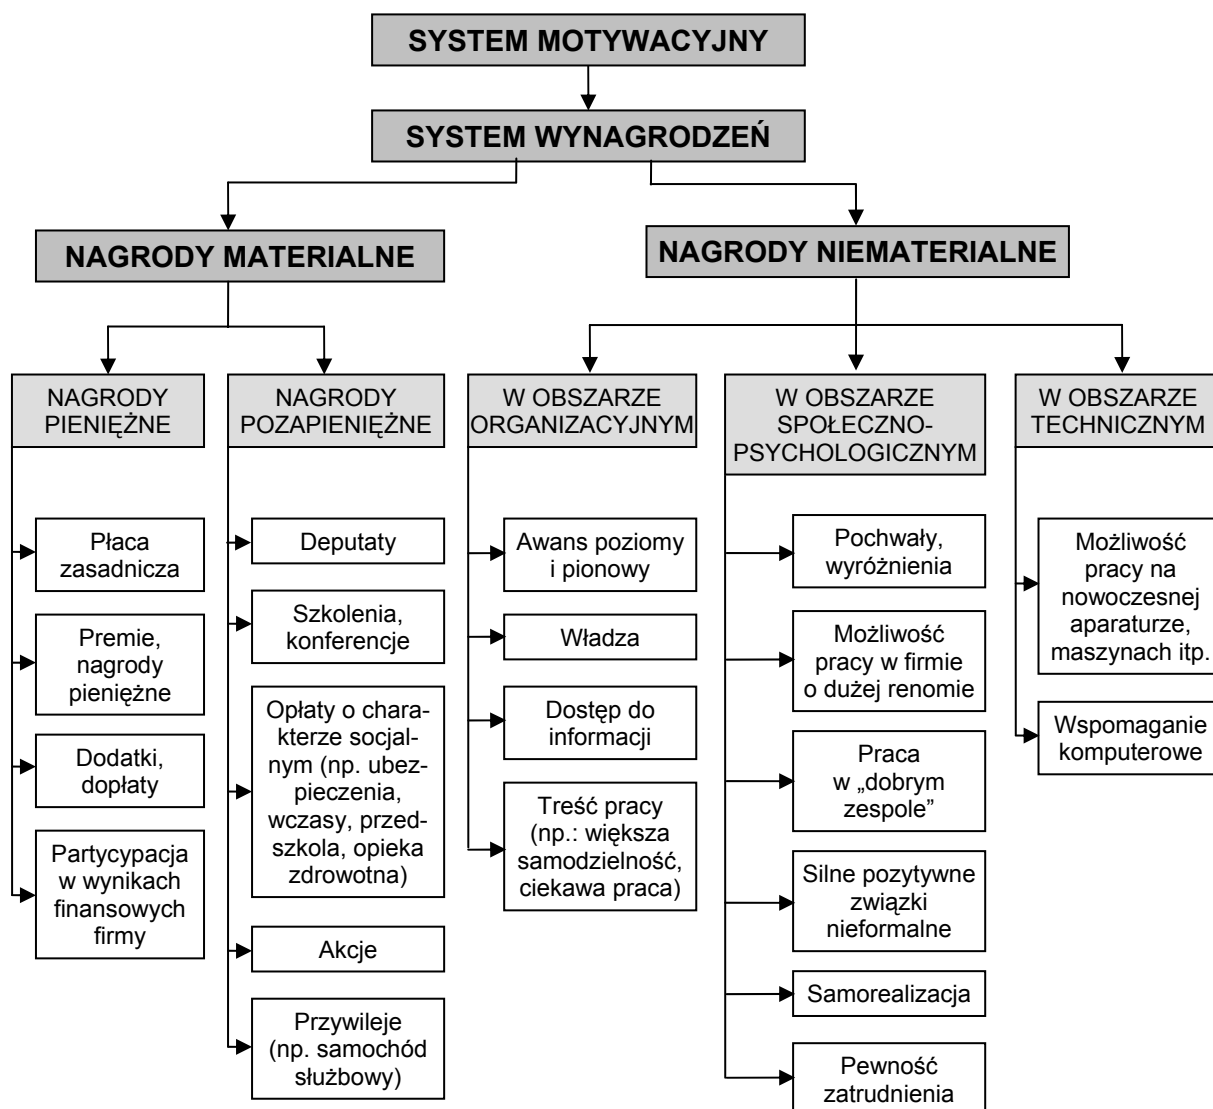 SYSTEM MOTYWACYJNY
SYSTEM WYNAGRODZEŃ
NAGRODY MATERIALNE
NAGRODY NIEMATERIALNE
NAGRODY
PIENIĘŻNE
NAGRODY
POZAPIENIĘŻNE
W OBSZARZE
ORGANIZACYJNYM
W OBSZARZE
SPOŁECZNO-
PSYCHOLOGICZNYM
W OBSZARZE
TECHNICZNYM
Płaca
zasadnicza
Premie,
nagrody
pieniężne
Dodatki,
dopłaty
Partycypacja
w wynikach
finansowych
firmy
Deputaty
Szkolenia,
konferencje
Opłaty o chara-
kterze socjal-
nym (np. ubez-
pieczenia,
wczasy, przed-
szkola, opieka
zdrowotna)
Akcje
Przywileje
(np. samochód
służbowy)
Awans poziomy
i pionowy
Władza
Dostęp do
informacji
Treść pracy
(np.: większa
samodzielność,
ciekawa praca)
Pochwały,
wyróżnienia
Możliwość
pracy w firmie
o dużej renomie
Praca
w „dobrym
zespole”
Silne pozytywne
związki
nieformalne
Samorealizacja
Pewność
zatrudnienia
Możliwość
pracy na
nowoczesnej
aparaturze,
maszynach itp.
Wspomaganie
komputerowe